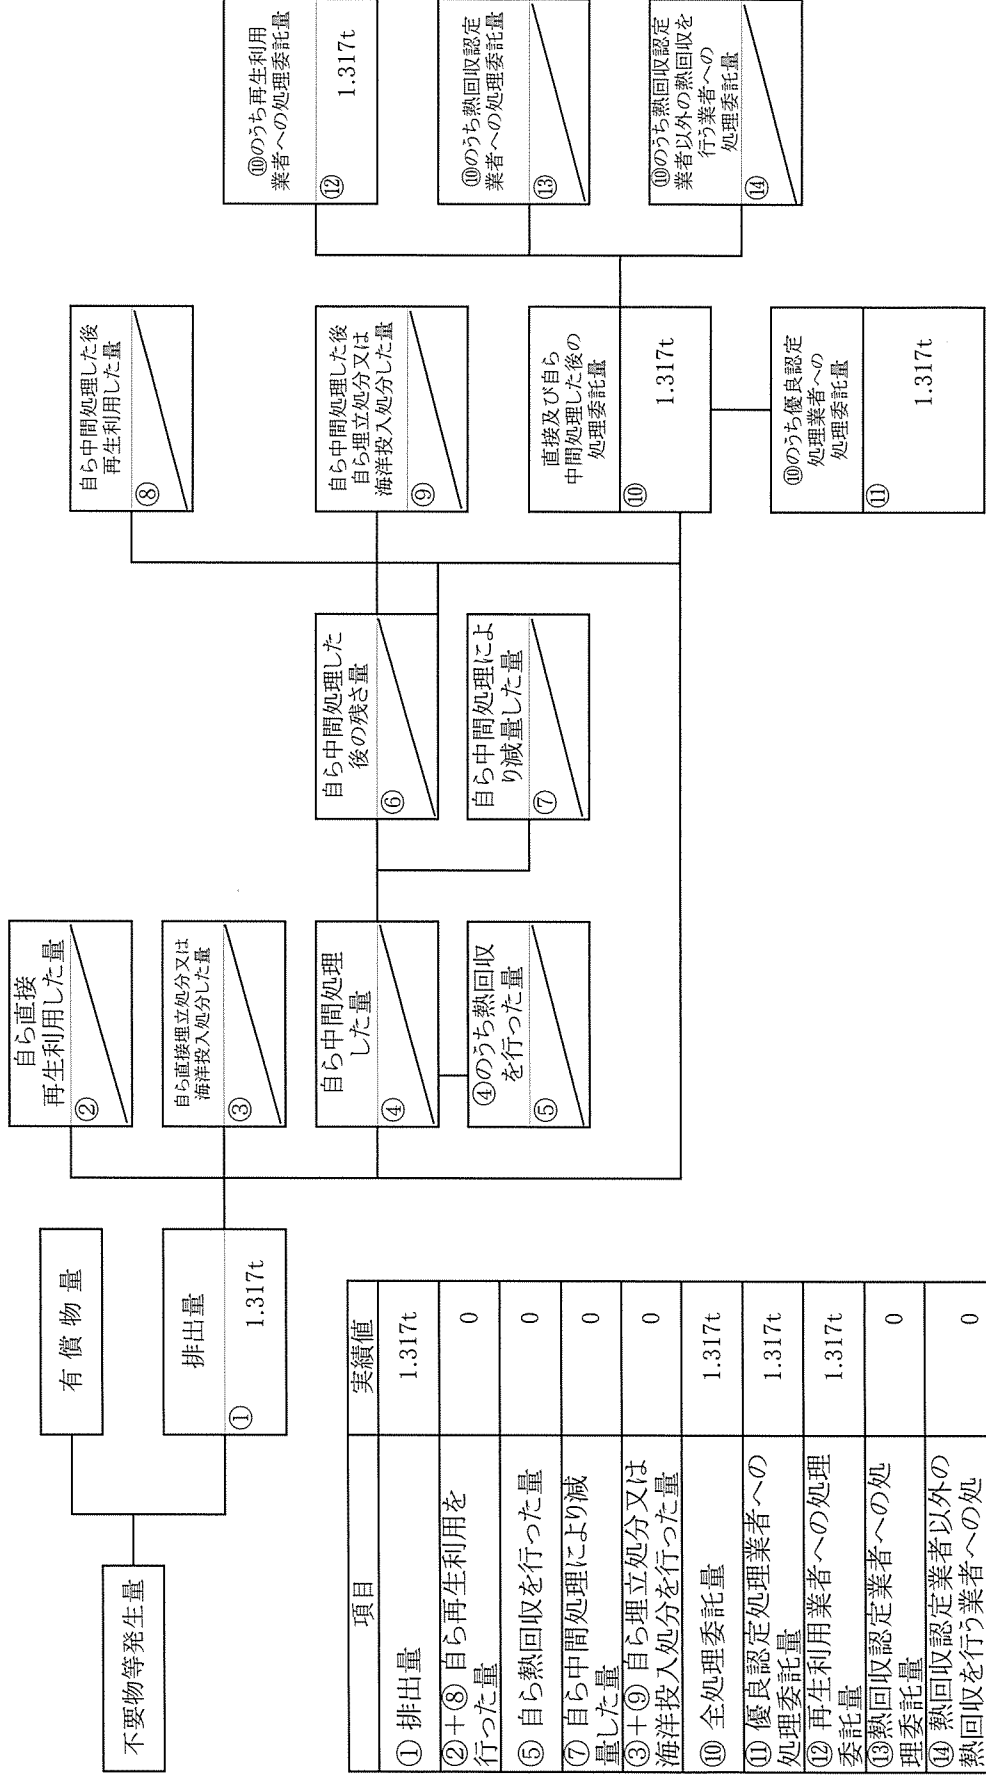 不要物等発生量
有償物量
排出量
①
1.317t
自ら直接
再生利用した量
②
自ら直接埋立処分又は
海洋投入処分した量
③
自ら中間処理
した量
④
④のうち熱回収
を行った量
⑤
自ら中間処理した
後の残さ量
⑥
自ら中間処理によ
り減量した量
⑦
自ら中間処理した後
再生利用した量
⑧
自ら中間処理した後
自ら埋立処分又は
海洋投入処分した量
⑨
直接及び自ら
中間処理した後の
処理委託量
⑩
1.317t
⑩のうち優良認定
処理業者への
処理委託量
⑪
1.317t
⑩のうち再生利用
業者への処理委託量
⑫
1.317t
⑩のうち熱回収認定
業者への処理委託量
⑬
⑩のうち熱回収認定
業者以外の熱回収を
行う業者への
処理委託量
⑭
項目
実績値
① 排出量
1.317t
②+⑧ 自ら再生利用を
行った量
0
⑤ 自ら熱回収を行った量
0
⑦ 自ら中間処理により減
量した量
0
③+⑨ 自ら埋立処分又は
海洋投入処分を行った量
0
⑩ 全処理委託量
1.317t
⑪ 優良認定処理業者への
処理委託量
1.317t
⑫ 再生利用業者への処理
委託量
1.317t
⑬熱回収認定業者への処
理委託量
0
⑭ 熱回収認定業者以外の
熱回収を行う業者への処
0